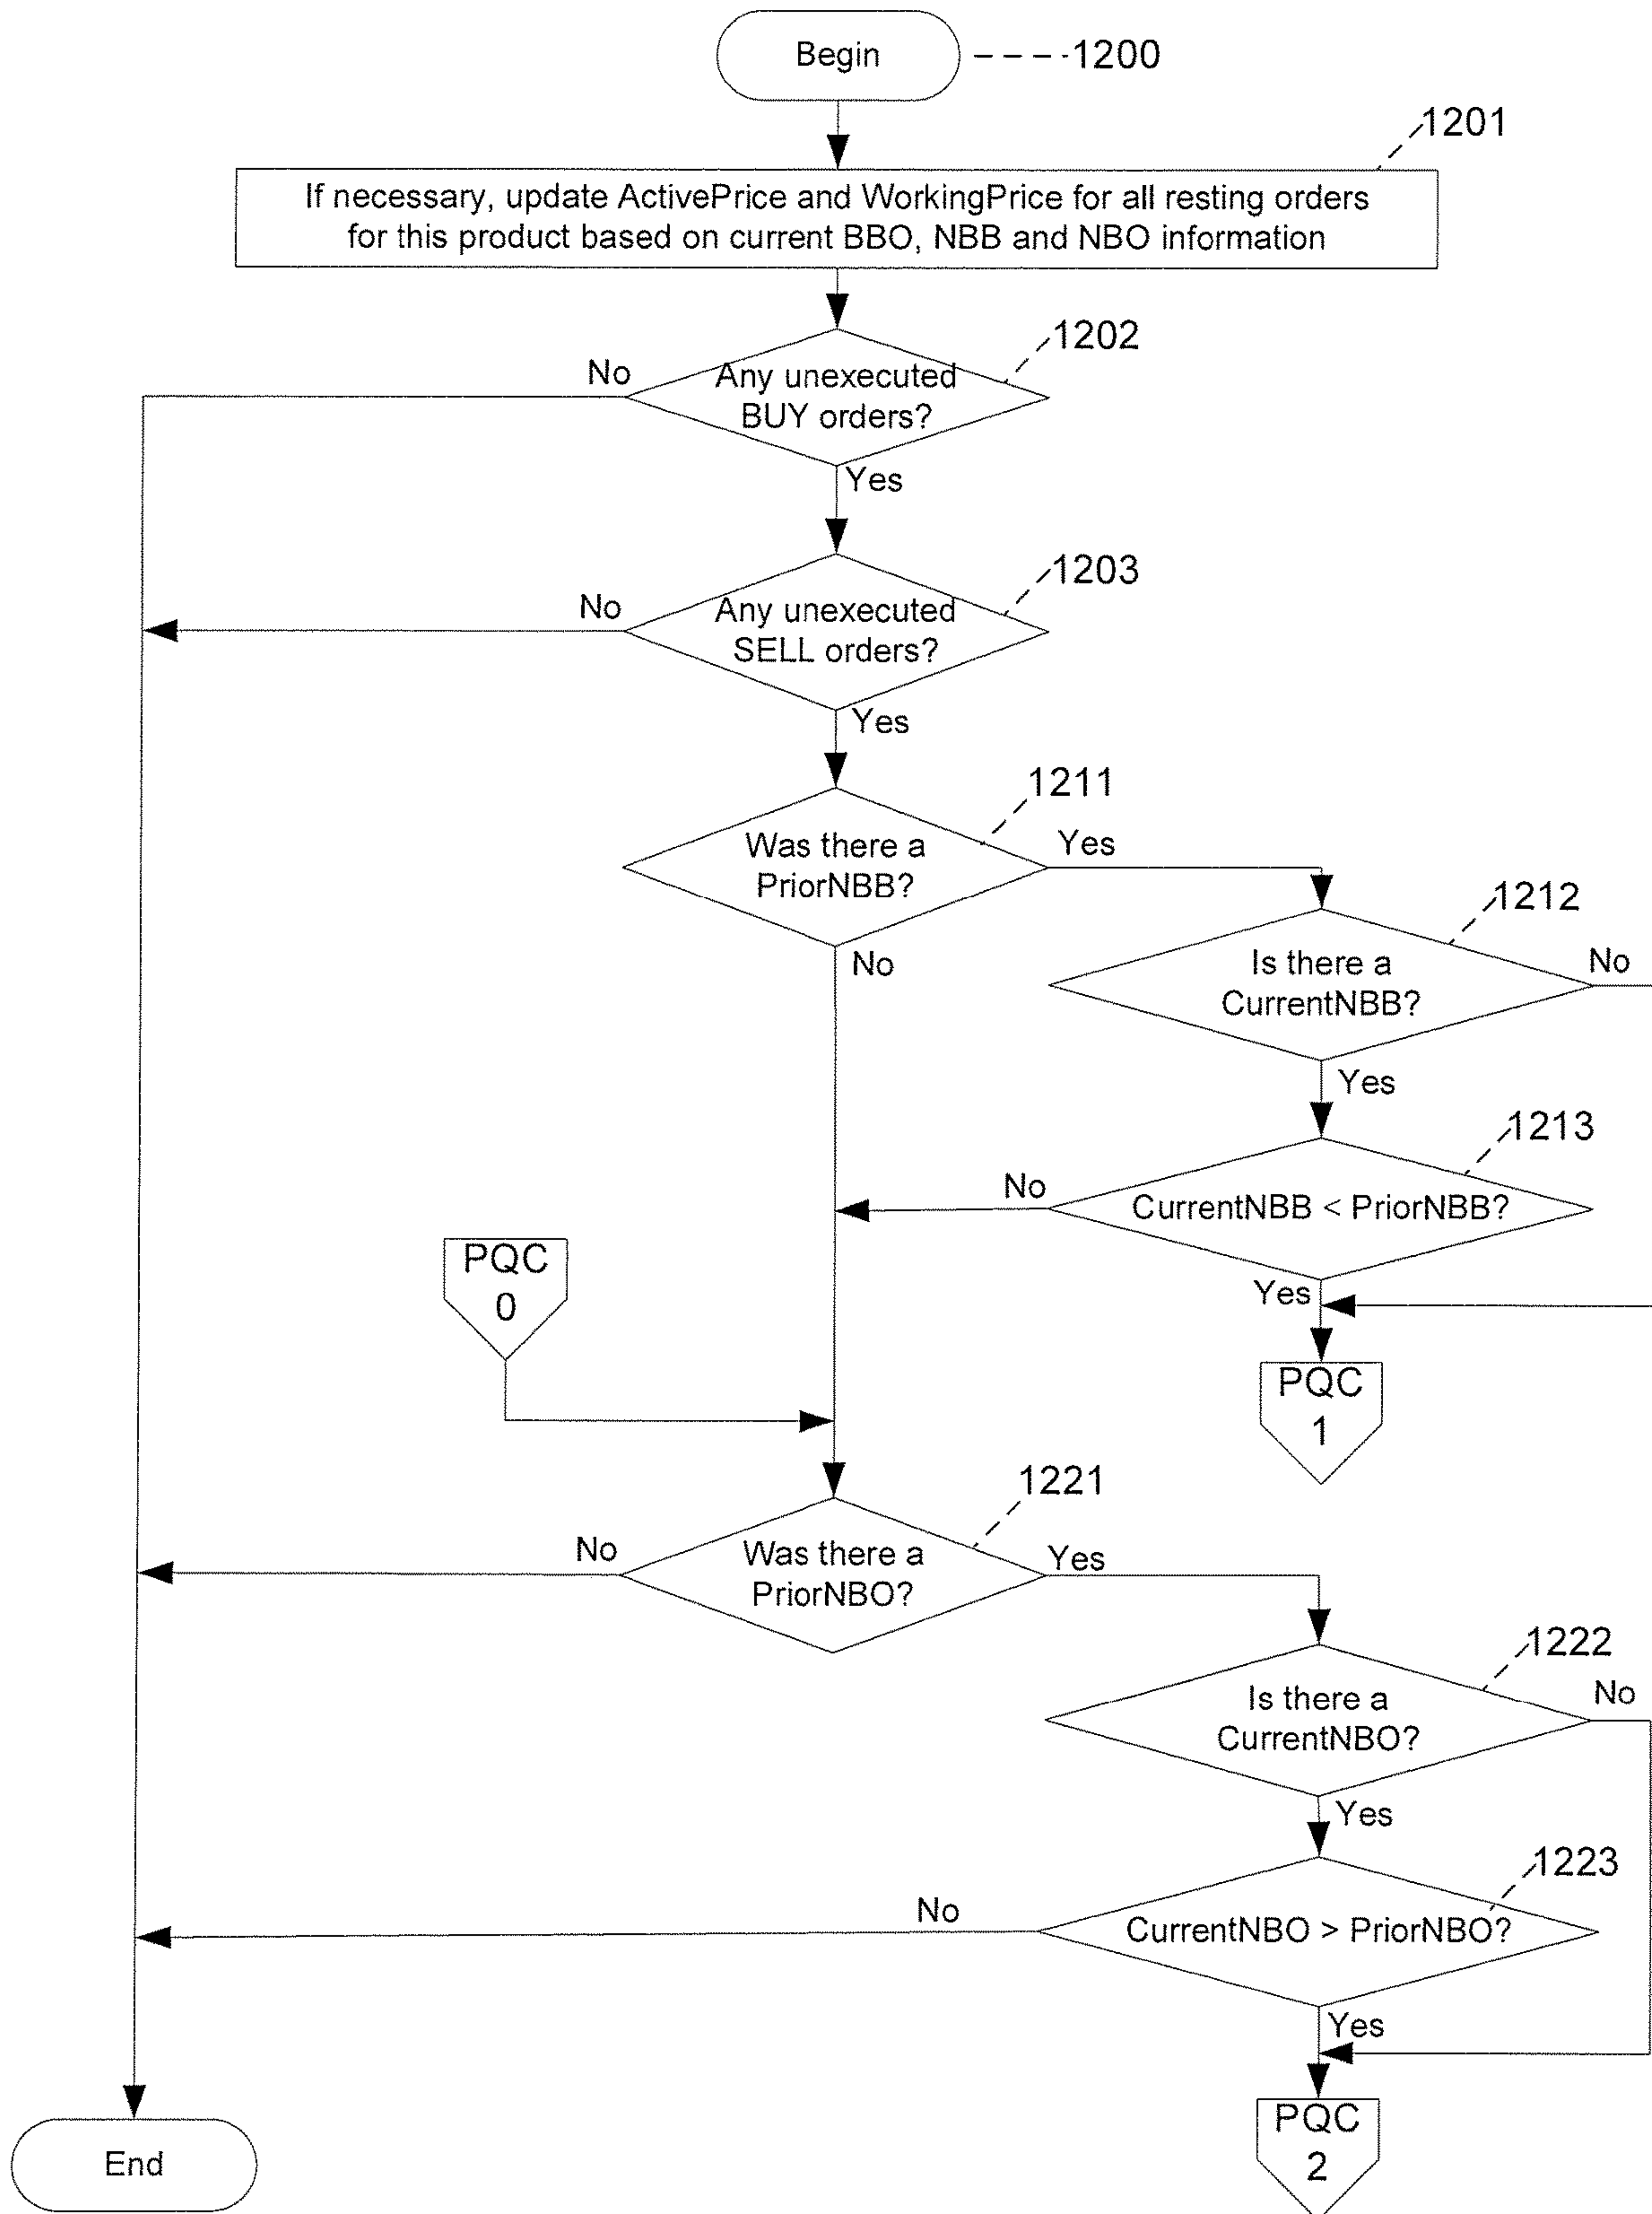 Begin
1200
1201
If necessary, update ActivePrice and WorkingPrice for all resting orders
for this product based on current BBO, NBB and NBO information
1202
No
Any unexecuted
BUY orders?
Yes
1203
No
Any unexecuted
SELL orders?
Yes
1211
Was there a
PriorNBB?
Yes
No
1212
Is there a
CurrentNBB?
No
Yes
1213
No
CurrentNBB < PriorNBB?
Yes
PQC
0
PQC
1
1221
No
Was there a
PriorNBO?
Yes
1222
Is there a
CurrentNBO?
No
Yes
1223
No
CurrentNBO > PriorNBO?
Yes
PQC
2
End